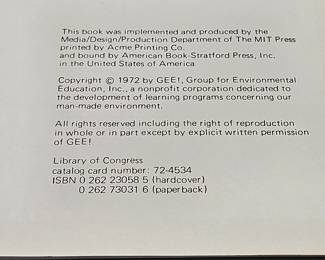 This book was implemented and produced by the
Media/Design/Production Department of The MIT Press
printed by Acme Printing Co.
and bound by American Book-Stratford Press, Inc.
in the United States of America
Copyright © 1972 by GEE!, Group for Environmental
Education, Inc., a nonprofit corporation dedicated to
the development of learning programs concerning our
man-made environment.
All rights reserved including the right of reproduction
in whole or in part except by explicit written permission
of GEE!
Library of Congress
catalog card number: 72-4534
ISBN 0 262 23058 5 (hardcover)
0 262 73031 6 (paperback)